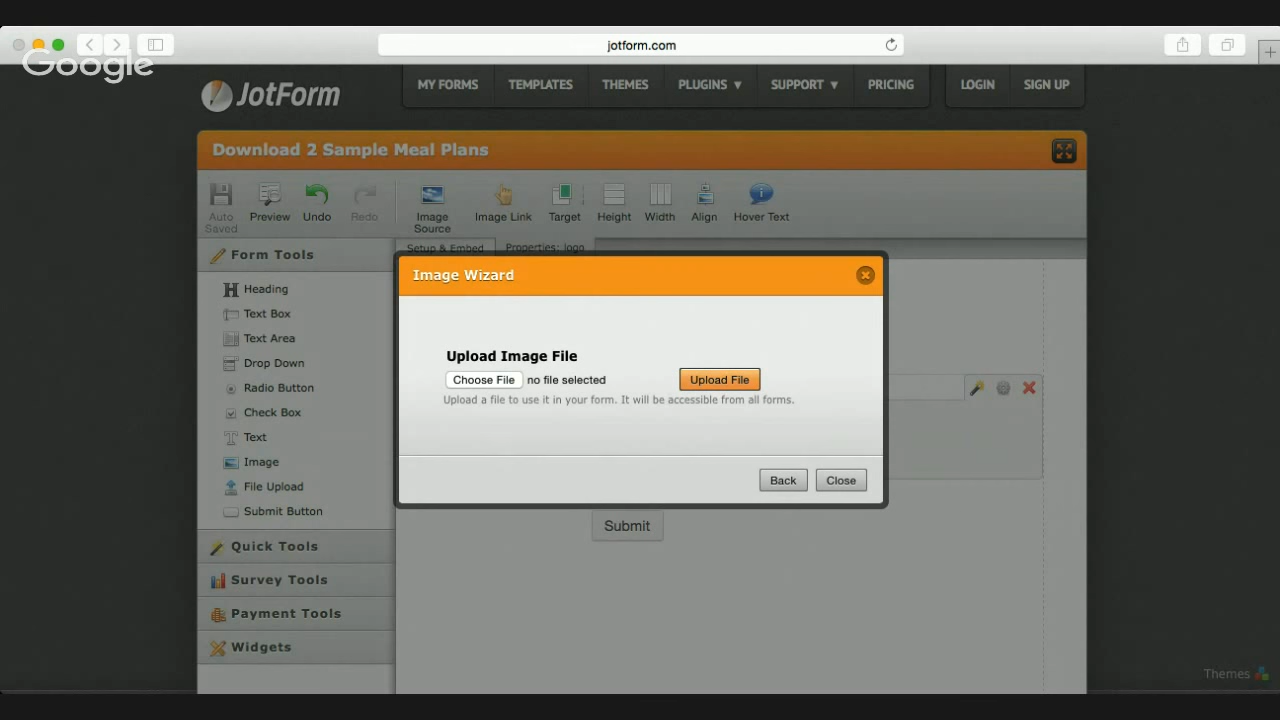 jotform.com
Google
JotForm
MY FORMS TEMPLATES THEMES PLUGINS ▼ SUPPORT ▼ PRICING LOGIN SIGN UP
Download 2 Sample Meal Plans
Auto Saved Preview Undo Redo Image Source Image Link Target Height Width Align Hover Text
Form Tools
Setup & Embed Properties: logo
Heading
Text Box
Text Area
Drop Down
Radio Button
Check Box
Text
Image
File Upload
Submit Button
Quick Tools
Survey Tools
Payment Tools
Widgets
Image Wizard
Upload Image File
Choose File no file selected Upload File
Upload a file to use it in your form. It will be accessible from all forms.
Back Close
Submit
Themes